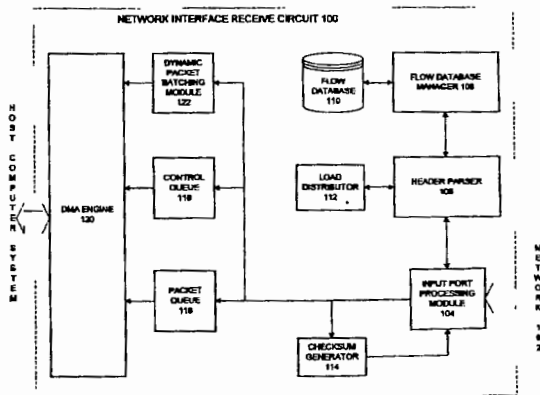 NETWORK INTERFACE RECEIVE CIRCUIT 100
DYNAMIC
PACKET
BATCHING
MODULE
122
FLOW
DATABASE
110
FLOW DATABASE
MANAGER 108
HOST COMPUTER SYSTEM
DMA ENGINE
120
CONTROL
QUEUE
118
LOAD
DISTRIBUTOR
112
HEADER PARSER
106
PACKET
QUEUE
116
INPUT PORT
PROCESSING
MODULE
104
CHECKSUM
GENERATOR
114
NETWORK 102